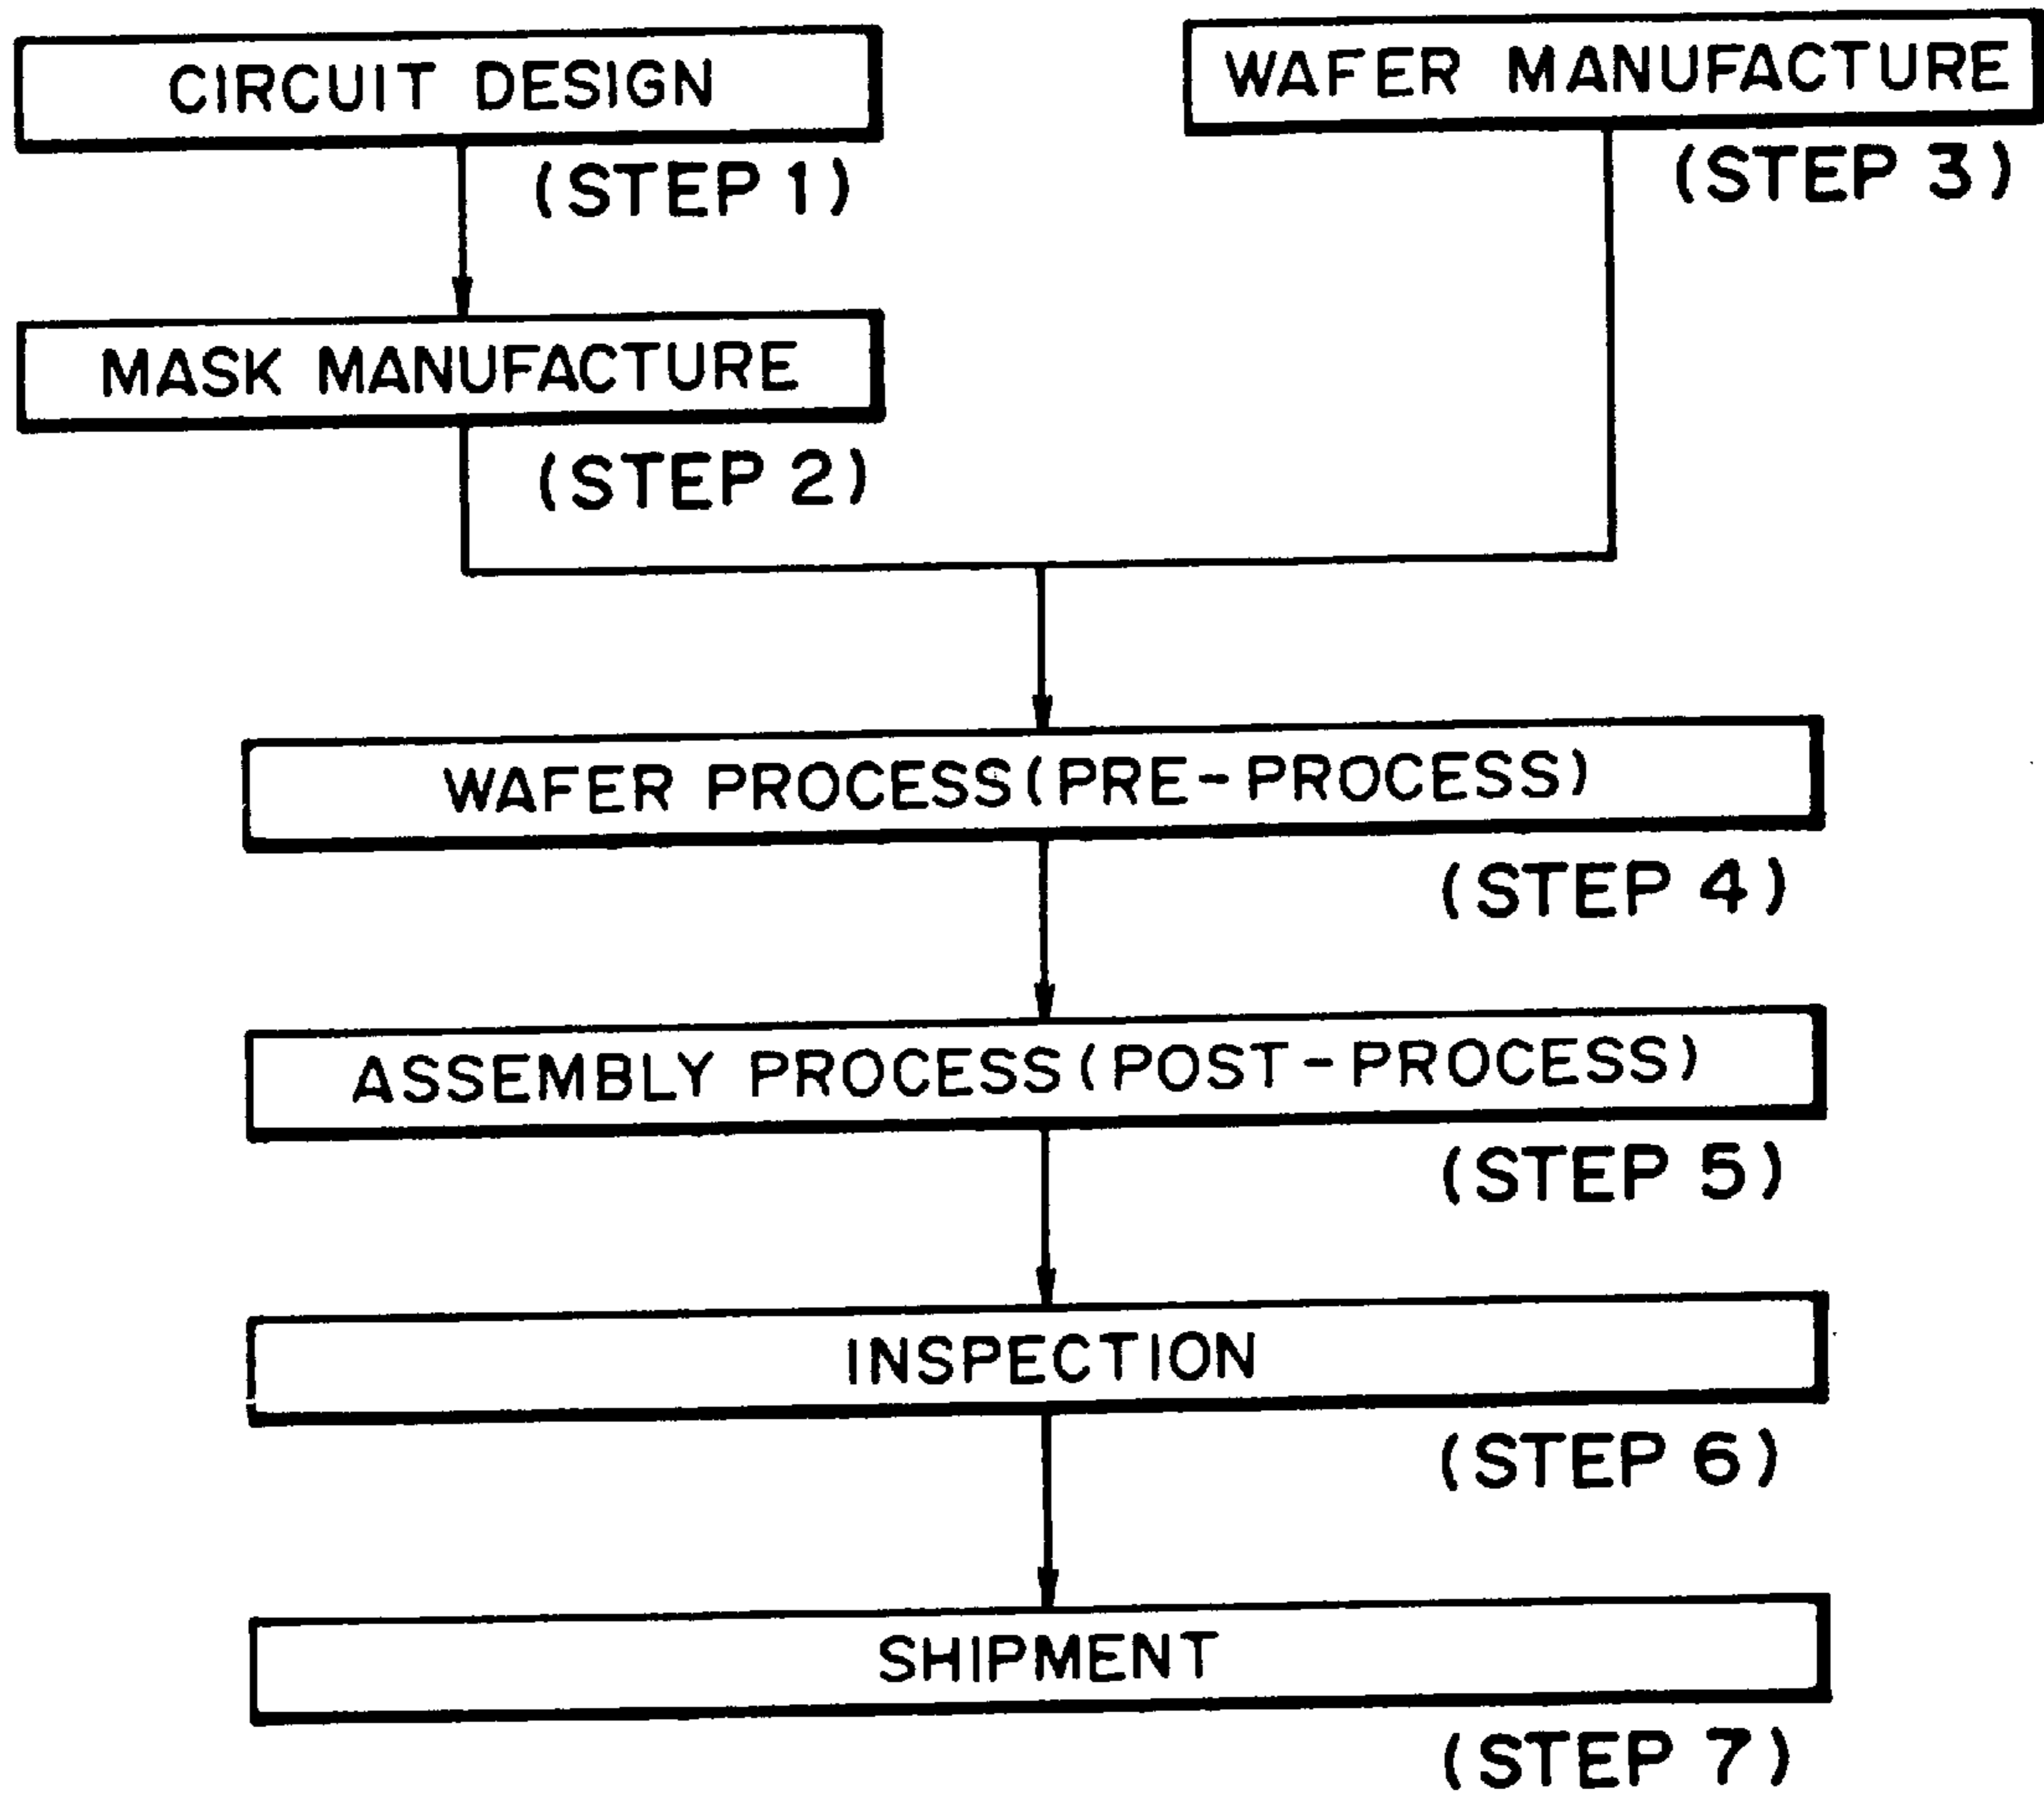 CIRCUIT DESIGN
(STEP 1)
WAFER MANUFACTURE
(STEP 3)
MASK MANUFACTURE
(STEP 2)
WAFER PROCESS(PRE-PROCESS)
(STEP 4)
ASSEMBLY PROCESS(POST-PROCESS)
(STEP 5)
INSPECTION
(STEP 6)
SHIPMENT
(STEP 7)